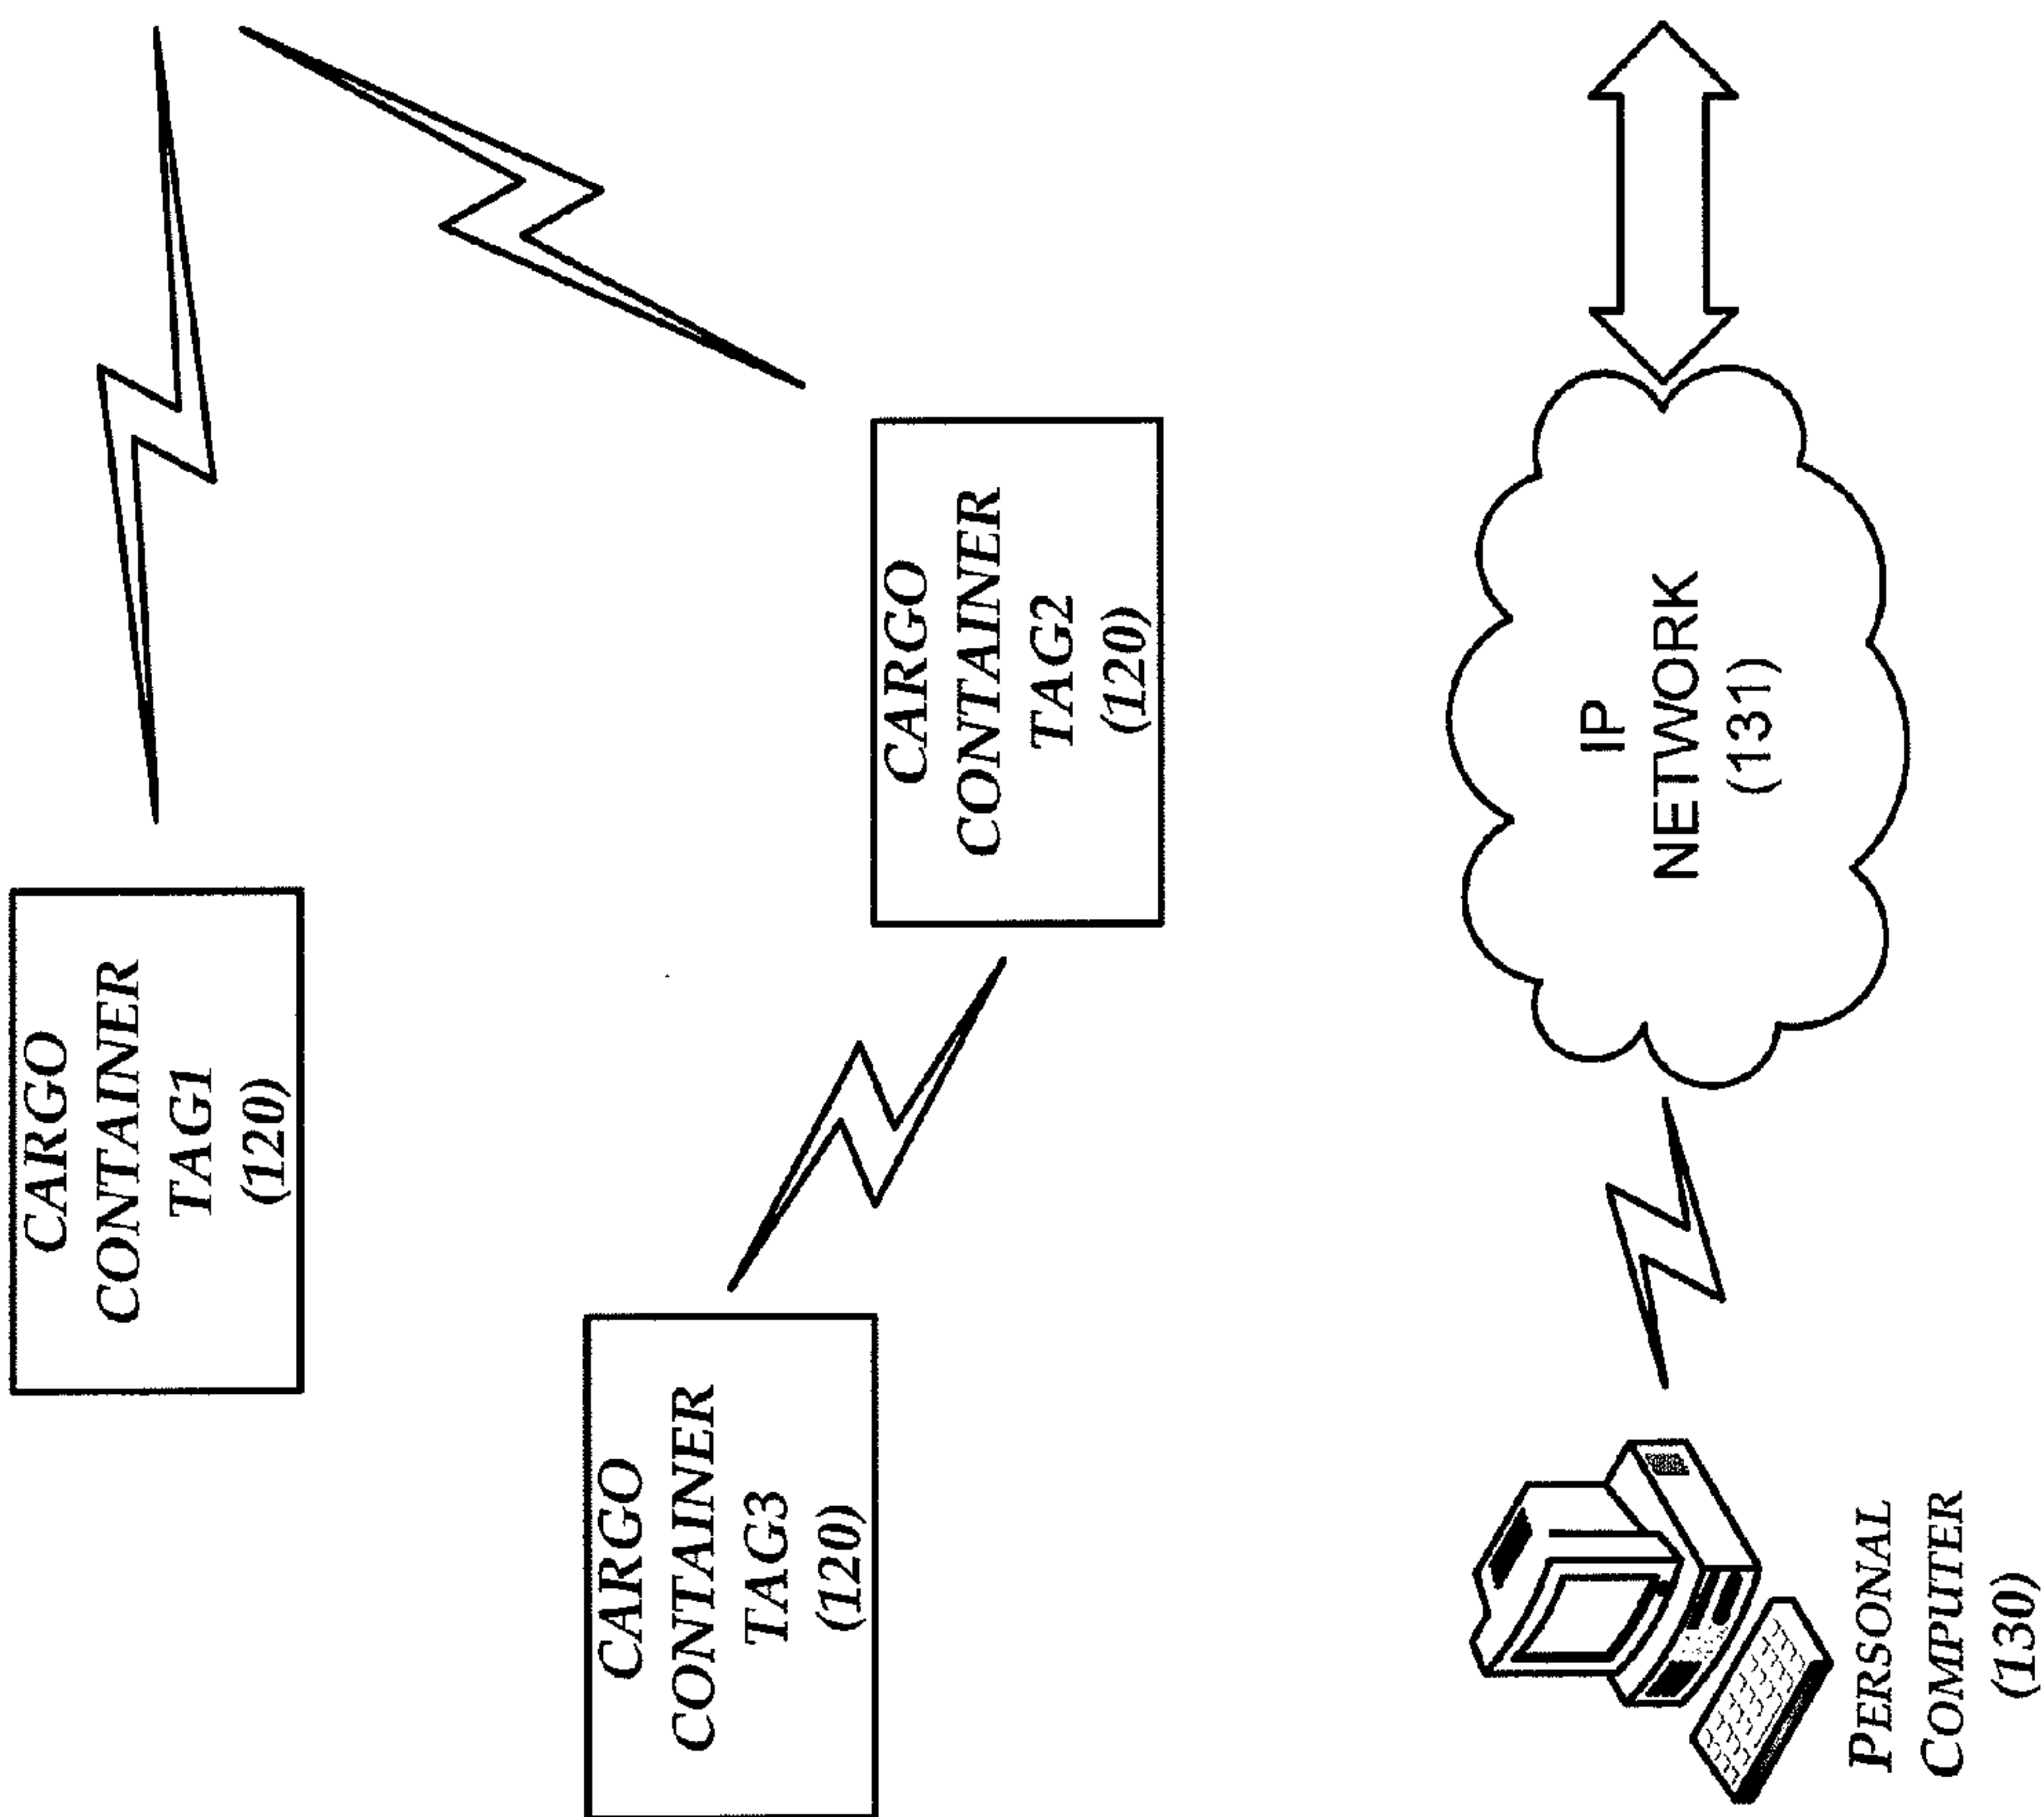 CARGO
CONTAINER
TAG1
(120)
CARGO
CONTAINER
TAG3
(120)
CARGO
CONTAINER
TAG2
(120)
IP
NETWORK
(131)
PERSONAL
COMPUTER
(130)